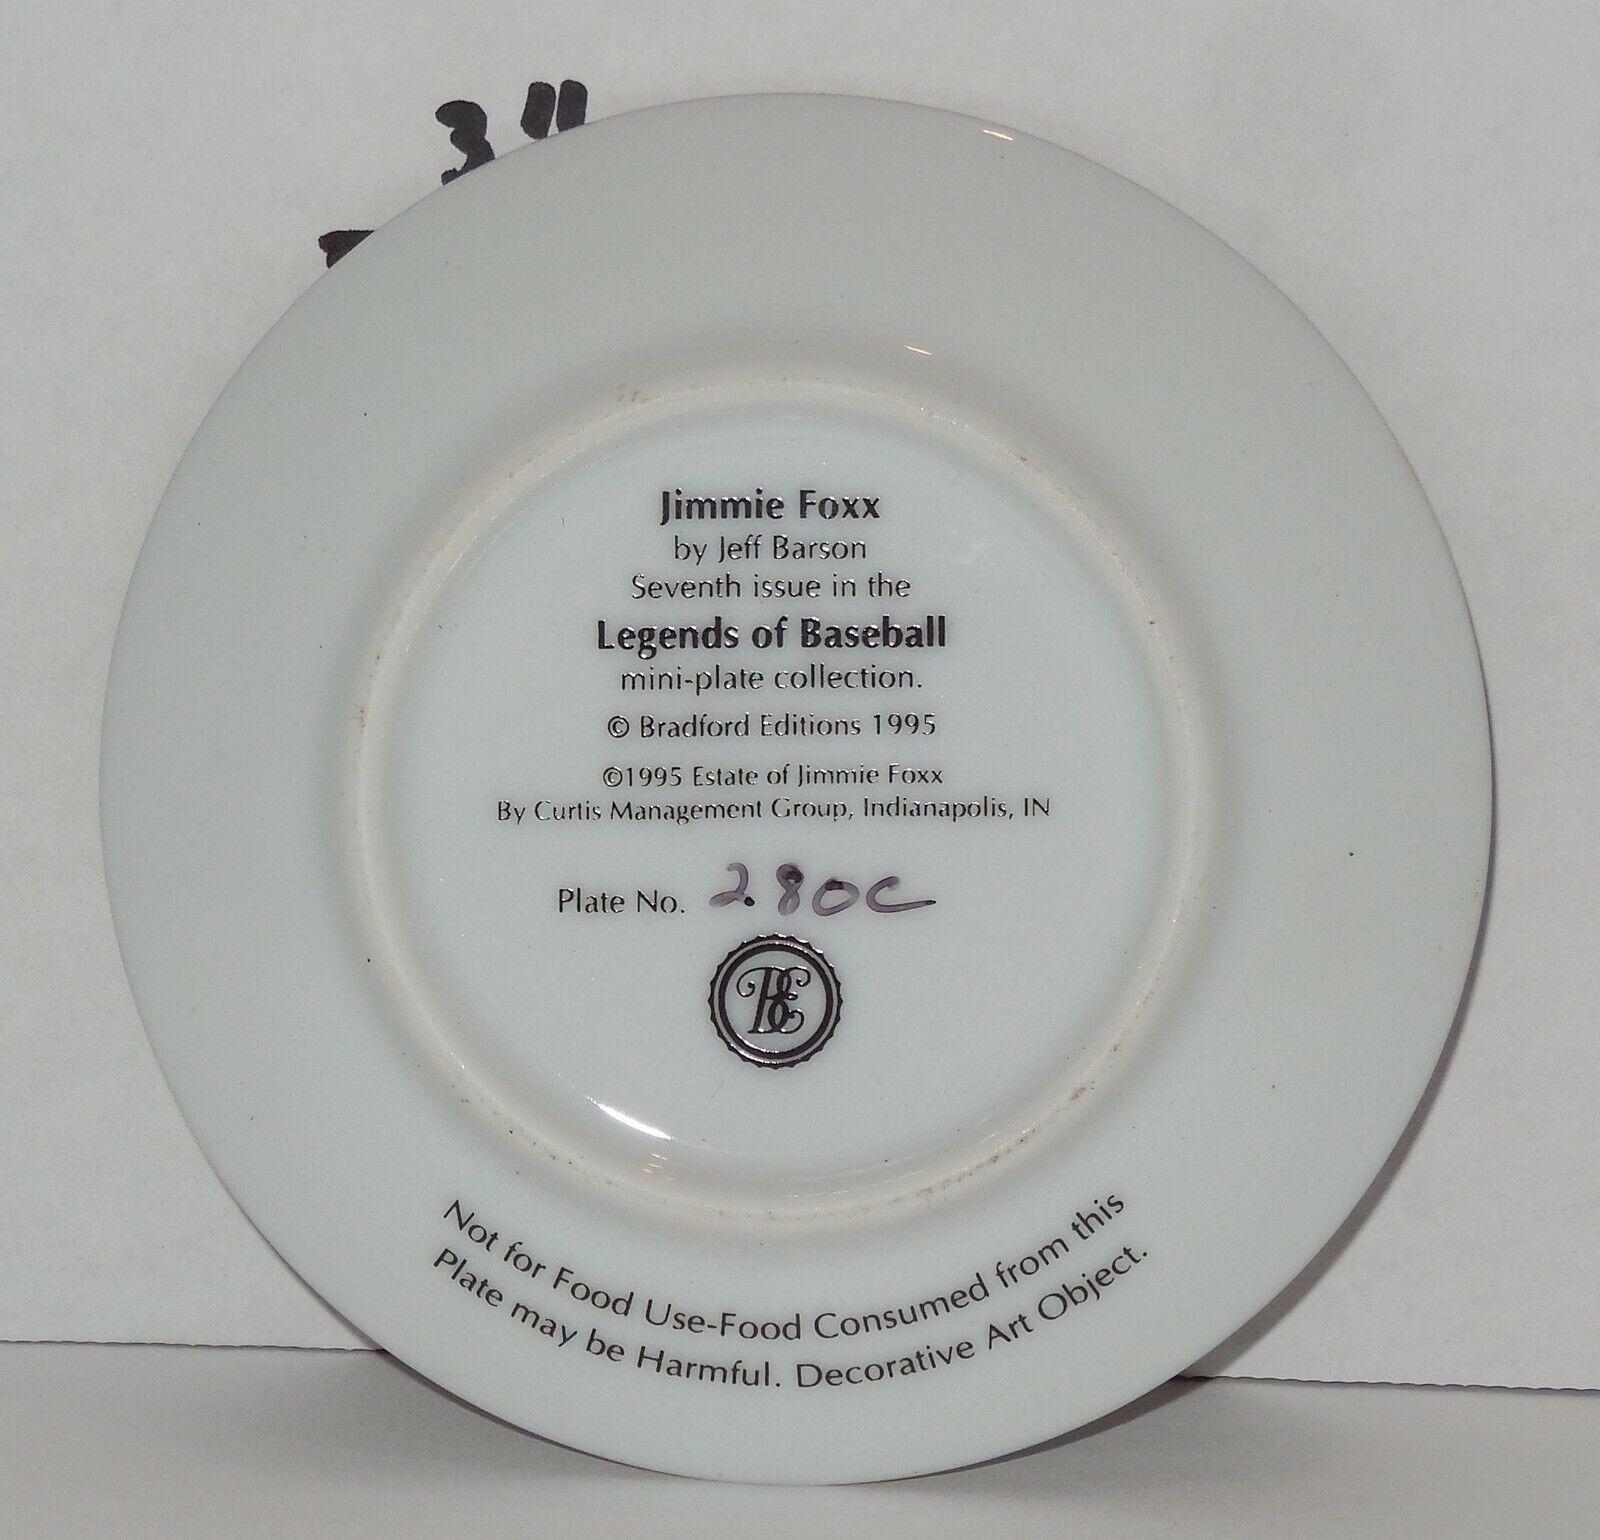 3"
Jimmie Foxx
by Jeff Barson
Seventh issue in the
Legends of Baseball
mini-plate collection.
© Bradford Editions 1995
©1995 Estate of Jimmie Foxx
By Curtis Management Group, Indianapolis, IN
Plate No. 280C
BE
Not for Food Use-Food Consumed from this
Plate may be Harmful. Decorative Art Object.